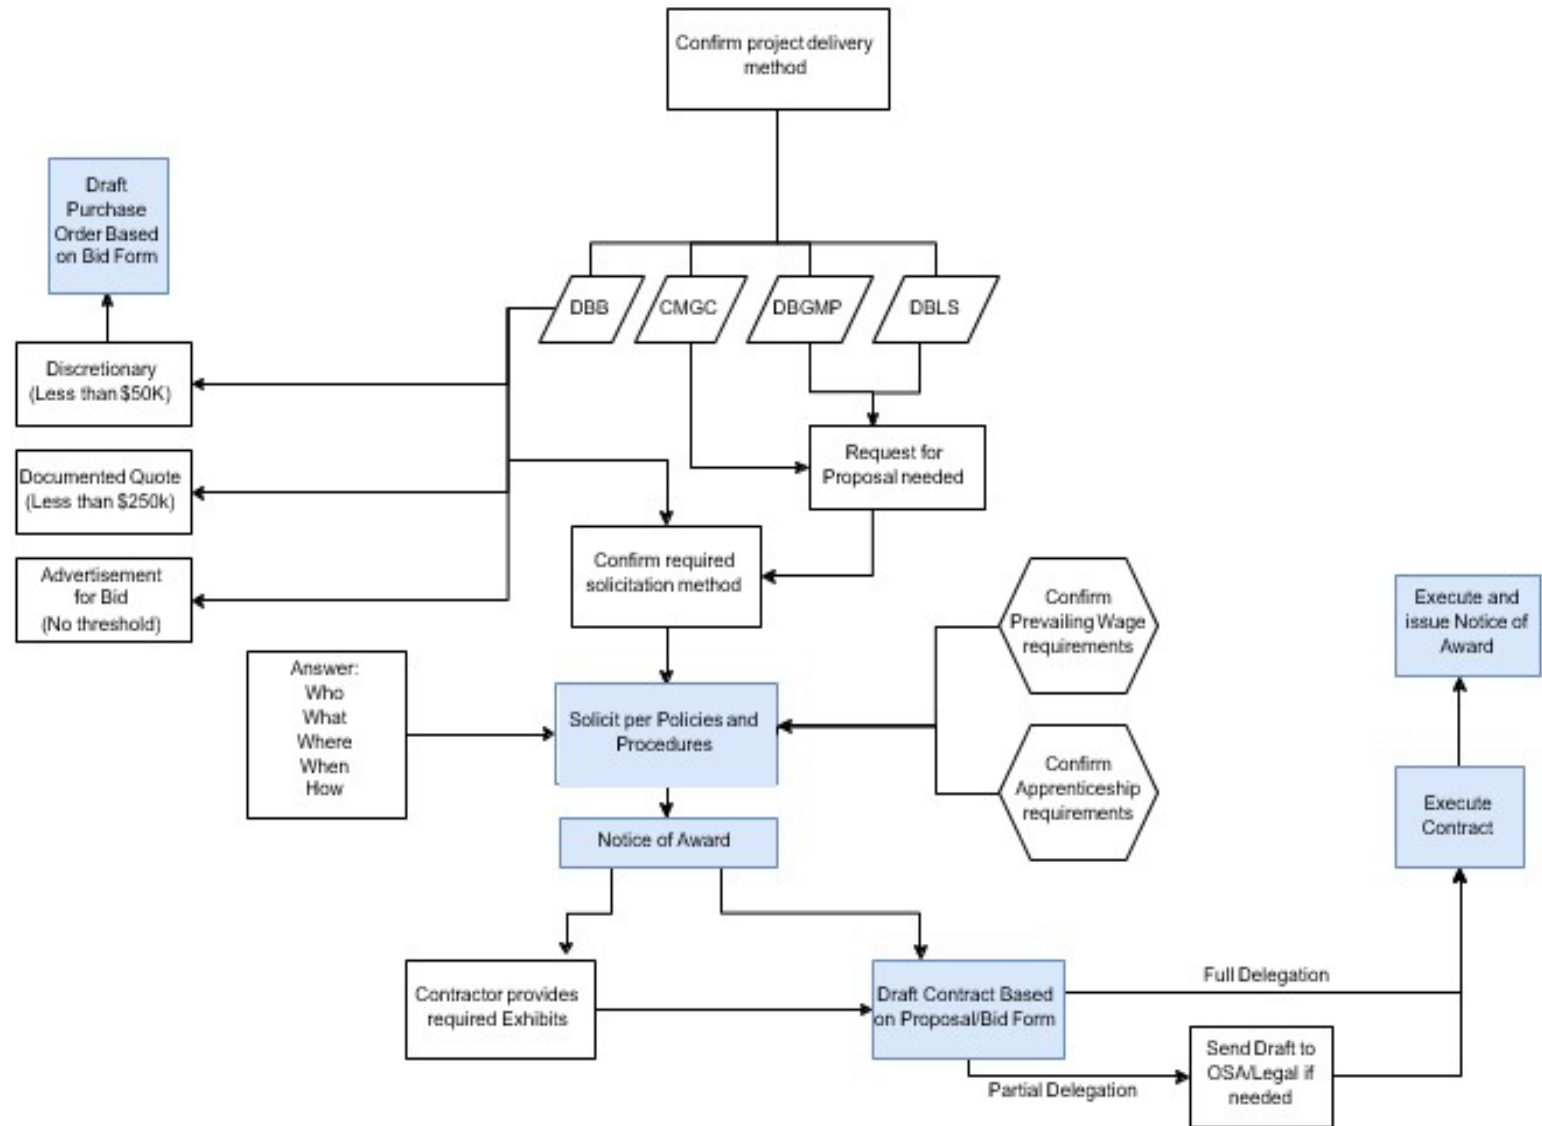 Confirm project delivery
method
Draft
Purchase
Order Based
on Bid Form
DBB
CMGC
DBGMP
DBLS
Discretionary
(Less than $50K)
Documented Quote
(Less than $250k)
Advertisement
for Bid
(No threshold)
Request for
Proposal needed
Confirm required
solicitation method
Answer:
Who
What
Where
When
How
Solicit per Policies and
Procedures
Confirm
Prevailing Wage
requirements
Confirm
Apprenticeship
requirements
Execute and
issue Notice of
Award
Execute
Contract
Notice of Award
Contractor provides
required Exhibits
Draft Contract Based
on Proposal/Bid Form
Full Delegation
Partial Delegation
Send Draft to
OSA/Legal if
needed